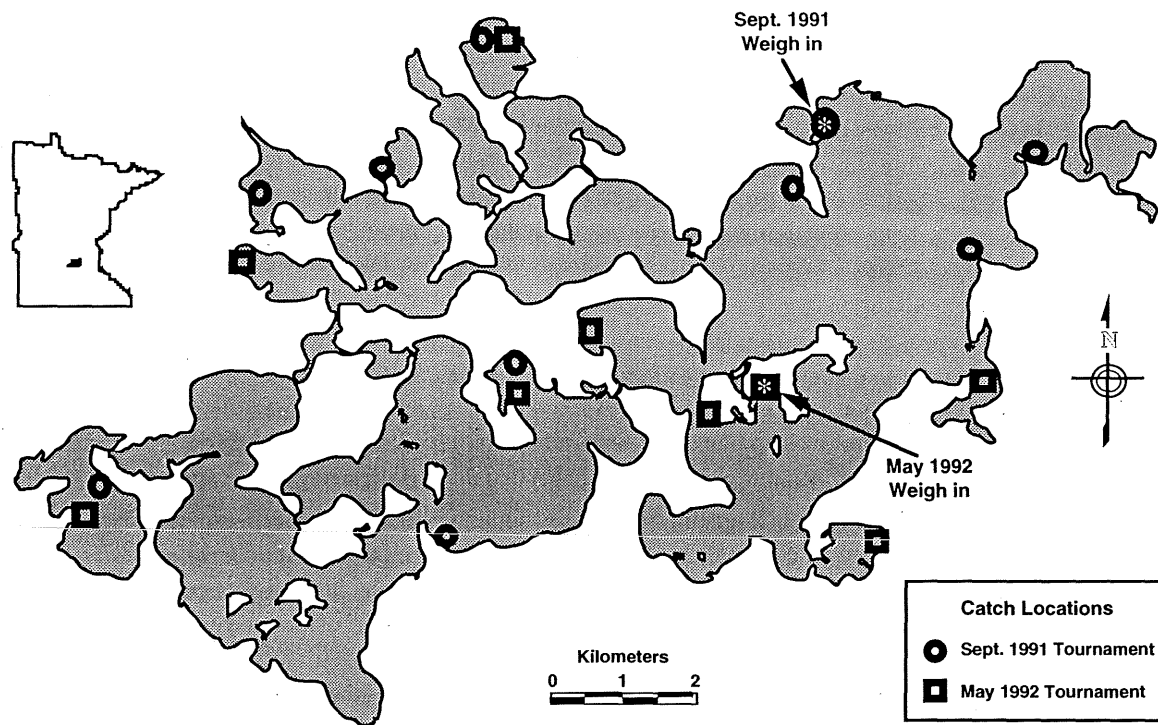 Sept. 1991
Weigh in
N
May 1992
Weigh in
Kilometers
0 1 2
Catch Locations
Sept. 1991 Tournament
May 1992 Tournament